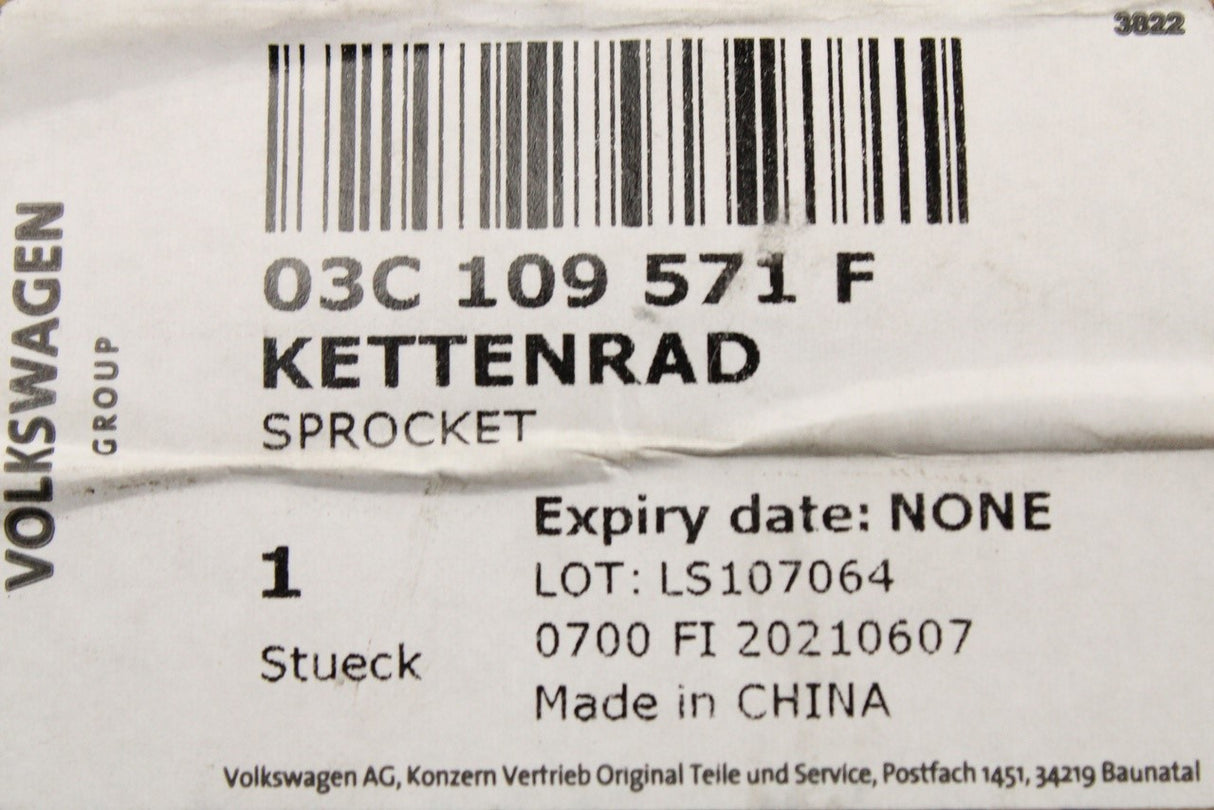 3822
VOLKSWAGEN
GROUP
03C 109 571 F
KETTENRAD
SPROCKET
1
Stueck
Expiry date: NONE
LOT: LS107064
0700 FI 20210607
Made in CHINA
Volkswagen AG, Konzern Vertrieb Original Teile und Service, Postfach 1451, 34219 Baunatal